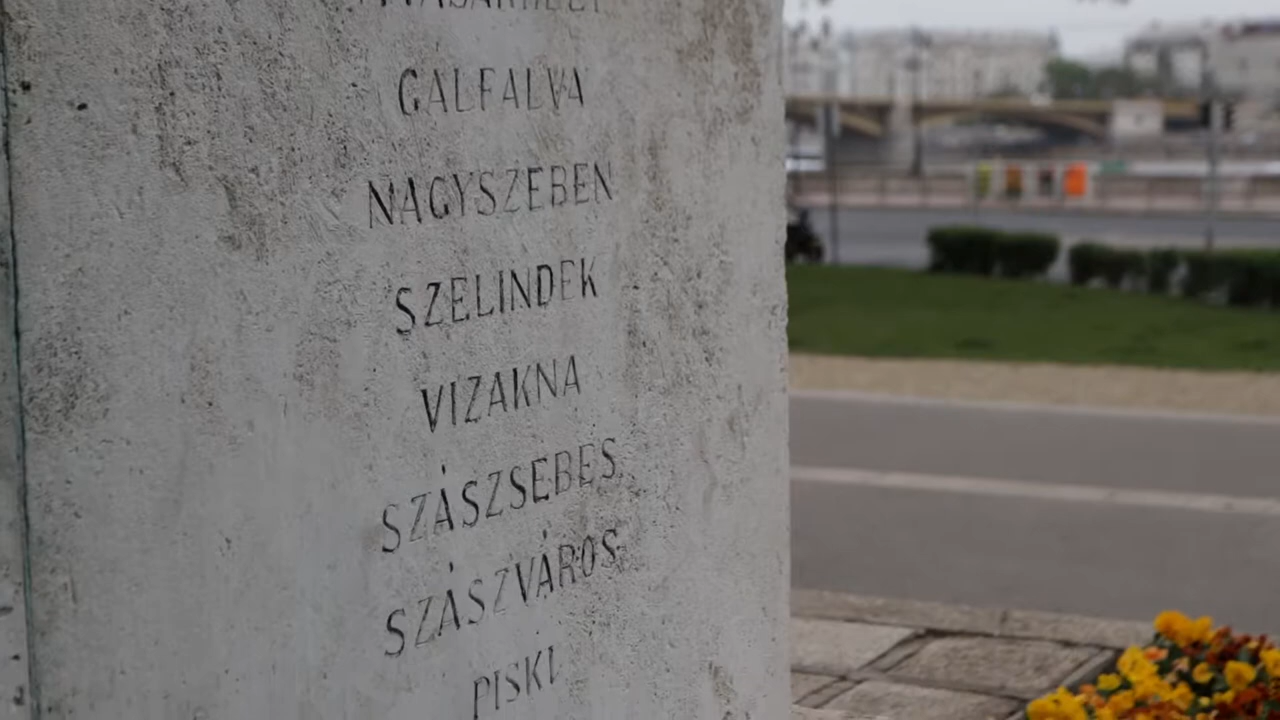 GALFALVA
NAGYSZEBEN
SZELINDEK
VIZAKNA
SZÁSZSEBES
SZÁSZVÁROS
PISKI